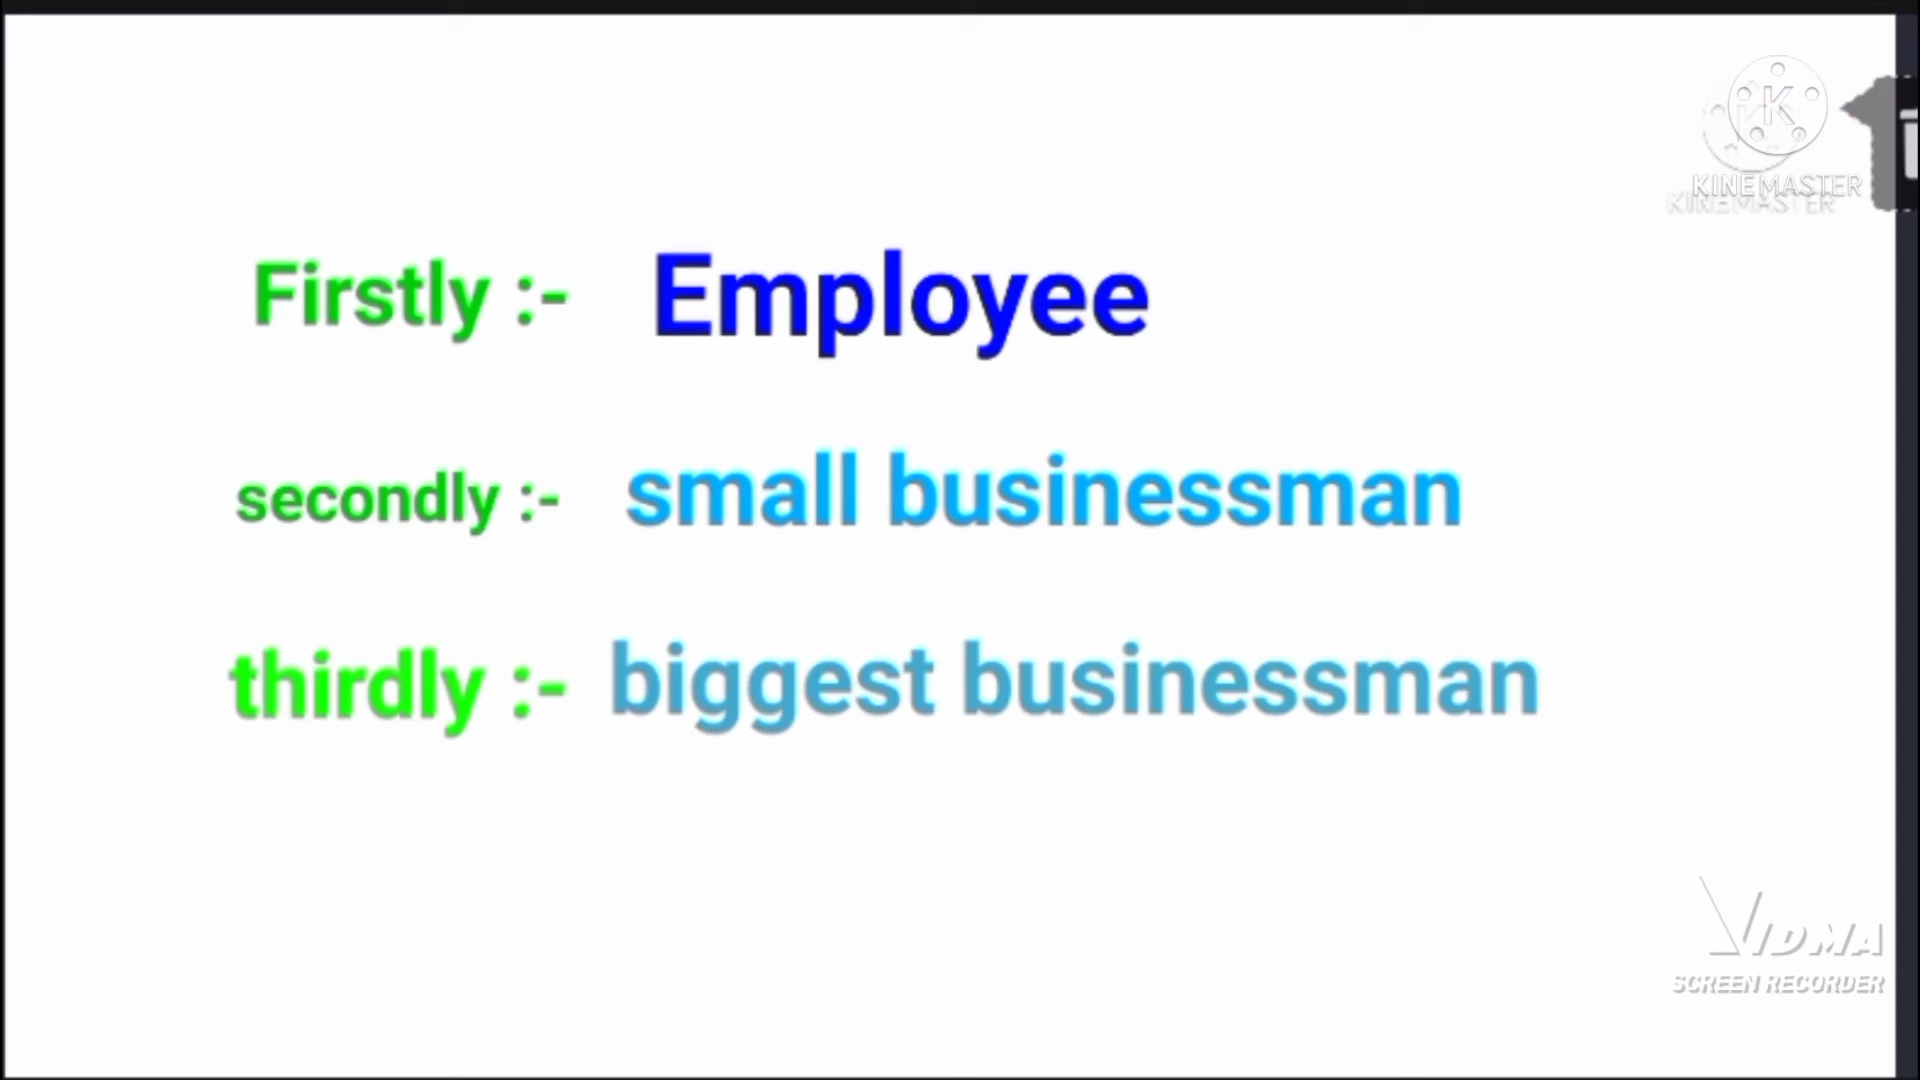 K
KINEMASTER
KINEMASTER
Firstly :- Employee
secondly :- small businessman
thirdly :- biggest businessman
VIDMA
SCREEN RECORDER